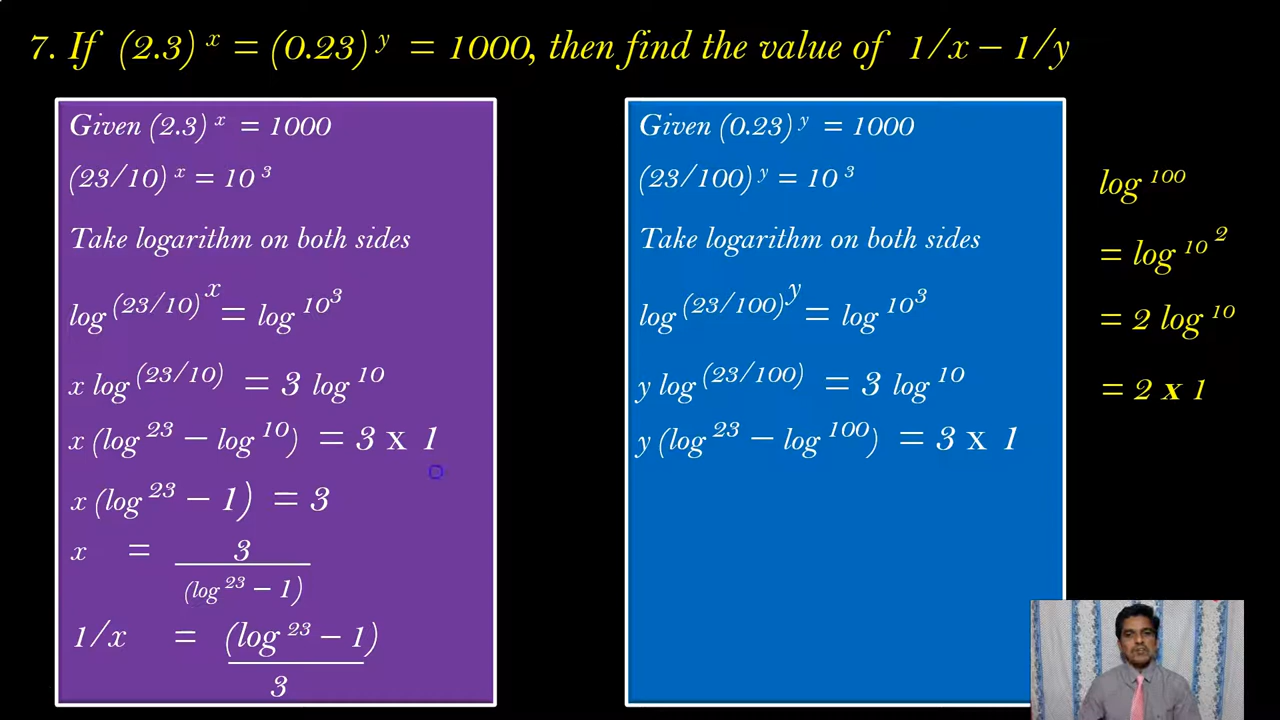 7. If (2.3) ˣ = (0.23) ʸ = 1000, then find the value of 1/x – 1/y
Given (2.3) ˣ = 1000
(23/10) ˣ = 10 ³
Take logarithm on both sides
log (23/10) x = log 10 3
x log (23/10) = 3 log 10
x (log 23 – log 10) = 3 x 1
x (log 23 – 1) = 3
x = 3
(log 23 – 1)
1/x = (log 23 – 1)
3
Given (0.23) ʸ = 1000
(23/100) ʸ = 10 ³
Take logarithm on both sides
log (23/100) y = log 10 3
y log (23/100) = 3 log 10
y (log 23 – log 100) = 3 x 1
log 100
= log 10 2
= 2 log 10
= 2 x 1